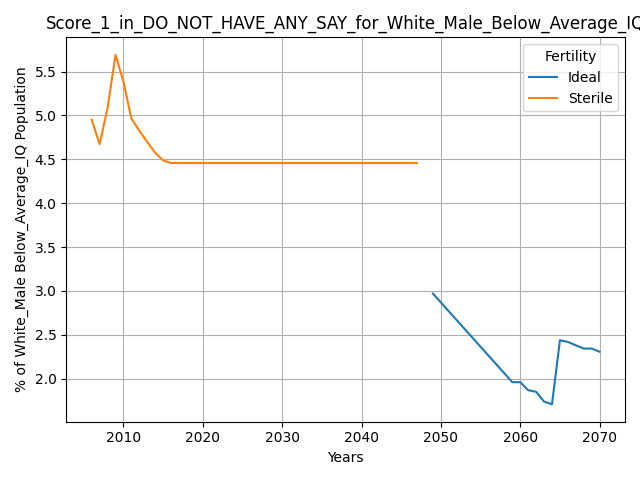 Score_1_in_DO_NOT_HAVE_ANY_SAY_for_White_Male_Below_Average_IQ
% of White_Male Below_Average_IQ Population
5.5
5.0
4.5
4.0
3.5
3.0
2.5
2.0
Fertility
Ideal
Sterile
2010 2020 2030 2040 2050 2060 2070
Years